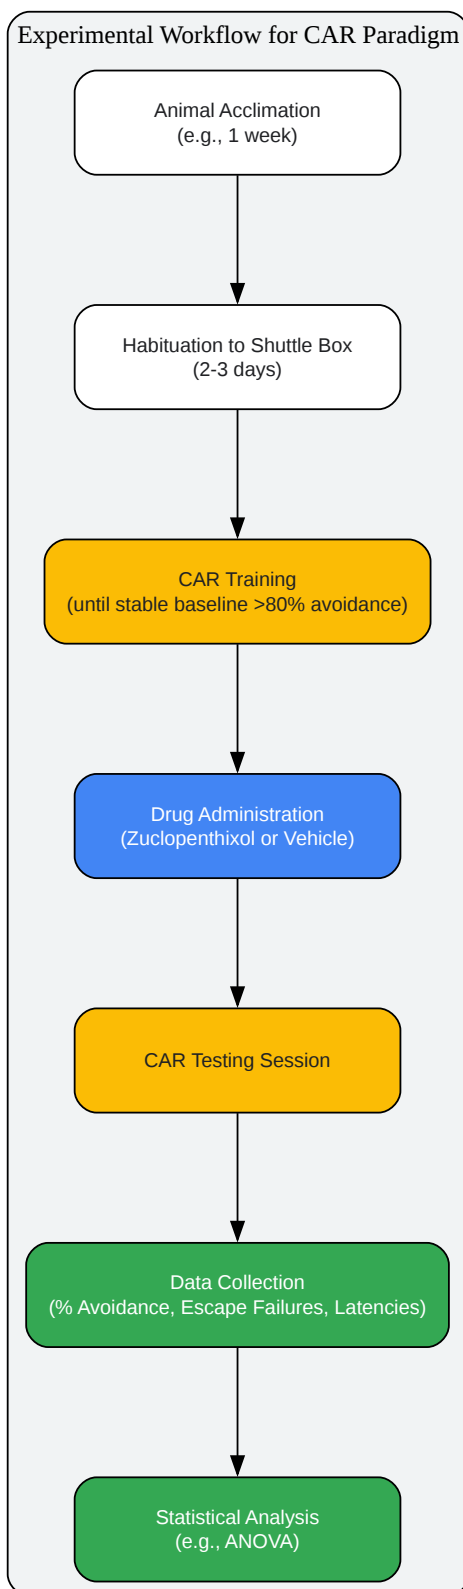 Experimental Workflow for CAR Paradigm
Animal Acclimation
(e.g., 1 week)
Habituation to Shuttle Box
(2-3 days)
CAR Training
(until stable baseline >80% avoidance)
Drug Administration
(Zuclopenthixol or Vehicle)
CAR Testing Session
Data Collection
(% Avoidance, Escape Failures, Latencies)
Statistical Analysis
(e.g., ANOVA)